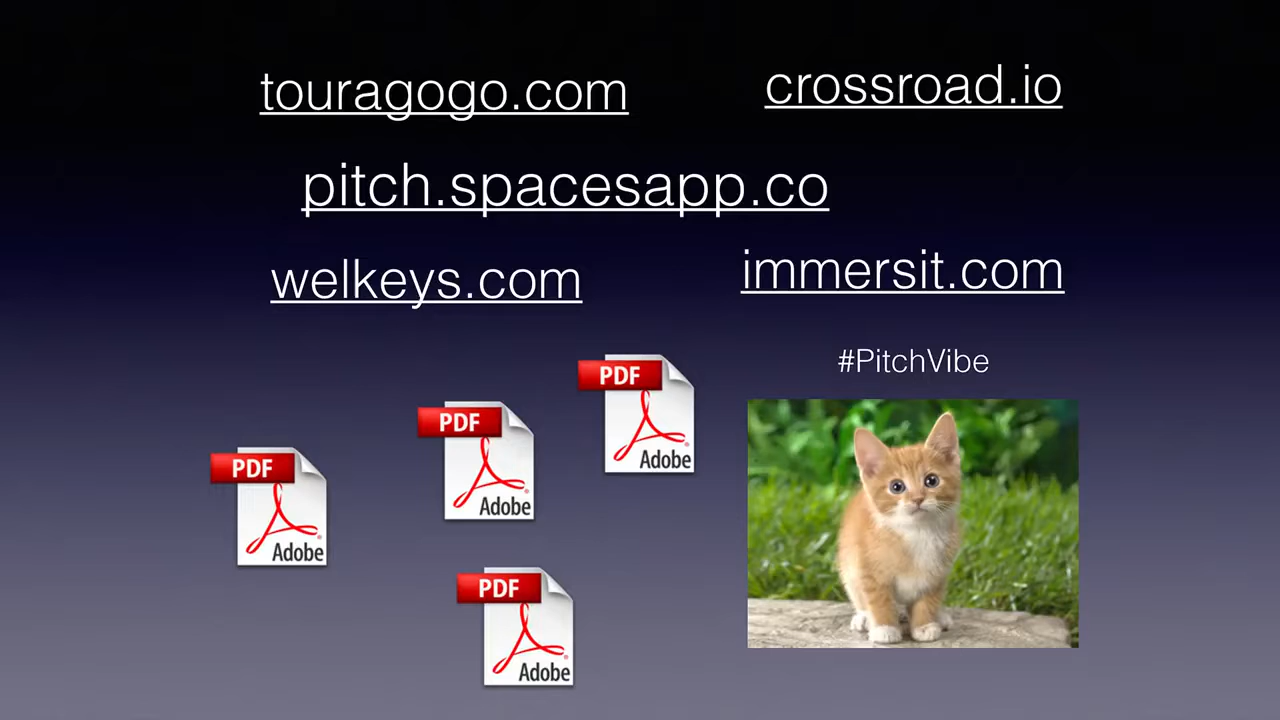 touragogo.com
crossroad.io
pitch.spacesapp.co
welkeys.com
immersit.com
#PitchVibe
PDF
Adobe
PDF
Adobe
PDF
Adobe
PDF
Adobe